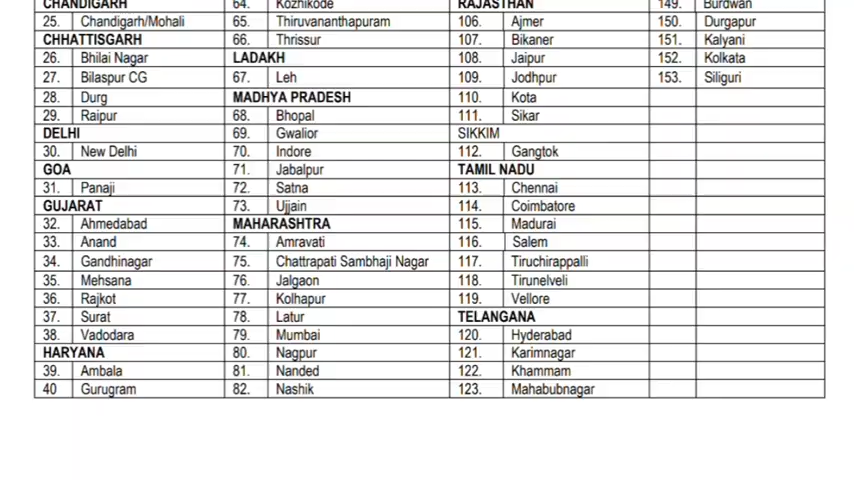 CHANDIGARH 64. Kozhikode RAJASTHAN 149. Burdwan
25. Chandigarh/Mohali 65. Thiruvananthapuram 106. Ajmer 150. Durgapur
CHHATTISGARH 66. Thrissur 107. Bikaner 151. Kalyani
26. Bhilai Nagar LADAKH 108. Jaipur 152. Kolkata
27. Bilaspur CG 67. Leh 109. Jodhpur 153. Siliguri
28. Durg MADHYA PRADESH 110. Kota
29. Raipur 68. Bhopal 111. Sikar
DELHI 69. Gwalior SIKKIM
30. New Delhi 70. Indore 112. Gangtok
GOA 71. Jabalpur TAMIL NADU
31. Panaji 72. Satna 113. Chennai
GUJARAT 73. Ujjain 114. Coimbatore
32. Ahmedabad MAHARASHTRA 115. Madurai
33. Anand 74. Amravati 116. Salem
34. Gandhinagar 75. Chattrapati Sambhaji Nagar 117. Tiruchirappalli
35. Mehsana 76. Jalgaon 118. Tirunelveli
36. Rajkot 77. Kolhapur 119. Vellore
37. Surat 78. Latur TELANGANA
38. Vadodara 79. Mumbai 120. Hyderabad
HARYANA 80. Nagpur 121. Karimnagar
39. Ambala 81. Nanded 122. Khammam
40 Gurugram 82. Nashik 123. Mahabubnagar